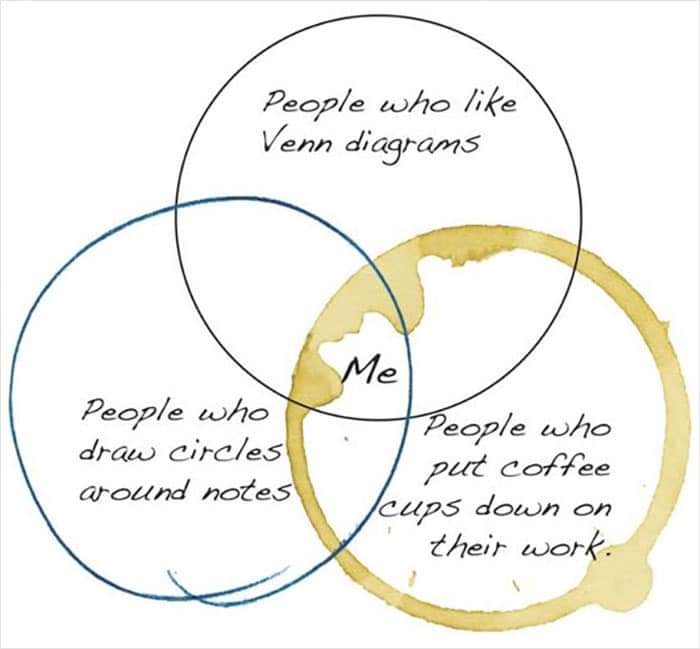 People who like
Venn diagrams
Me
People who
draw circles
around notes
People who
put coffee
cups down on
their work.